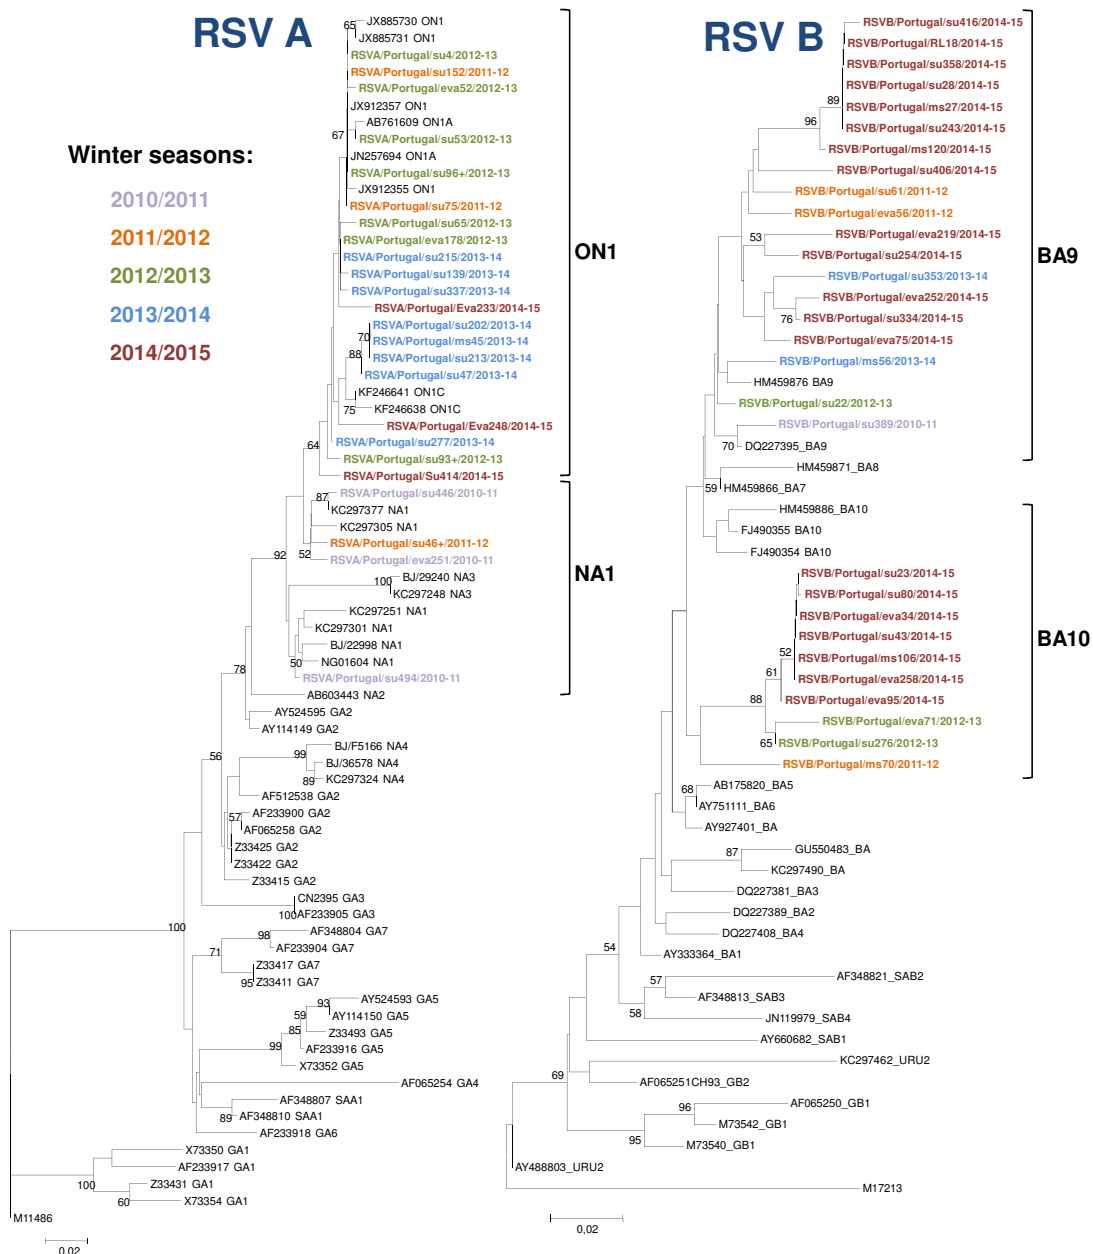 RSV A
Winter seasons:
2010/2011
2011/2012
2012/2013
2013/2014
2014/2015
65
JX885730 ON1
JX885731 ON1
RSVA/Portugal/su4/2012-13
RSVA/Portugal/su152/2011-12
RSVA/Portugal/eva52/2012-13
JX912357 ON1
AB761609 ON1A
67
RSVA/Portugal/su53/2012-13
JN257694 ON1A
RSVA/Portugal/su96+/2012-13
JX912355 ON1
RSVA/Portugal/su75/2011-12
RSVA/Portugal/su65/2012-13
RSVA/Portugal/eva178/2012-13
RSVA/Portugal/su215/2013-14
RSVA/Portugal/su139/2013-14
RSVA/Portugal/su337/2013-14
RSVA/Portugal/Eva233/2014-15
RSVA/Portugal/su202/2013-14
70
RSVA/Portugal/ms45/2013-14
88
RSVA/Portugal/su213/2013-14
RSVA/Portugal/su47/2013-14
KF246641 ON1C
75
KF246638 ON1C
RSVA/Portugal/Eva248/2014-15
64
RSVA/Portugal/su277/2013-14
RSVA/Portugal/su93+/2012-13
RSVA/Portugal/Su414/2014-15
ON1
87
RSVA/Portugal/su446/2010-11
KC297377 NA1
KC297305 NA1
RSVA/Portugal/su46+/2011-12
92
52
RSVA/Portugal/eva251/2010-11
BJ/29240 NA3
100
KC297248 NA3
KC297251 NA1
KC297301 NA1
BJ/22998 NA1
50
NG01604 NA1
RSVA/Portugal/su494/2010-11
78
AB603443 NA2
NA1
AY524595 GA2
AY114149 GA2
BJ/F5166 NA4
56
99
BJ/36578 NA4
89
KC297324 NA4
AF512538 GA2
57
AF233900 GA2
AF065258 GA2
Z33425 GA2
Z33422 GA2
Z33415 GA2
CN2395 GA3
100
AF233905 GA3
100
AF348804 GA7
98
AF233904 GA7
71
Z33417 GA7
95
Z33411 GA7
AY524593 GA5
93
AY114150 GA5
59
85
Z33493 GA5
99
AF233916 GA5
X73352 GA5
AF065254 GA4
AF348807 SAA1
89
AF348810 SAA1
AF233918 GA6
X73350 GA1
AF233917 GA1
100
Z33431 GA1
60
X73354 GA1
M11486
0,02
RSV B
RSVB/Portugal/su416/2014-15
RSVB/Portugal/RL18/2014-15
RSVB/Portugal/su358/2014-15
RSVB/Portugal/su28/2014-15
89
RSVB/Portugal/ms27/2014-15
96
RSVB/Portugal/su243/2014-15
RSVB/Portugal/ms120/2014-15
RSVB/Portugal/su406/2014-15
RSVB/Portugal/su61/2011-12
RSVB/Portugal/eva56/2011-12
53
RSVB/Portugal/eva219/2014-15
RSVB/Portugal/su254/2014-15
RSVB/Portugal/su353/2013-14
RSVB/Portugal/eva252/2014-15
76
RSVB/Portugal/su334/2014-15
RSVB/Portugal/eva75/2014-15
RSVB/Portugal/ms56/2013-14
HM459876 BA9
RSVB/Portugal/su22/2012-13
RSVB/Portugal/su389/2010-11
70
DQ227395_BA9
BA9
HM459871_BA8
59
HM459866_BA7
HM459886_BA10
FJ490355 BA10
FJ490354 BA10
RSVB/Portugal/su23/2014-15
RSVB/Portugal/su80/2014-15
RSVB/Portugal/eva34/2014-15
RSVB/Portugal/su43/2014-15
52
RSVB/Portugal/ms106/2014-15
61
RSVB/Portugal/eva258/2014-15
88
RSVB/Portugal/eva95/2014-15
RSVB/Portugal/eva71/2012-13
65
RSVB/Portugal/su276/2012-13
RSVB/Portugal/ms70/2011-12
BA10
AB175820_BA5
68
AY751111_BA6
AY927401_BA
87
GU550483_BA
KC297490_BA
DQ227381_BA3
DQ227389_BA2
DQ227408_BA4
54
AY333364_BA1
AF348821_SAB2
57
AF348813_SAB3
58
JN119979_SAB4
AY660682_SAB1
KC297462_URU2
69
AF065251CH93_GB2
AF065250_GB1
96
M73542_GB1
95
M73540_GB1
AY488803_URU2
M17213
0,02